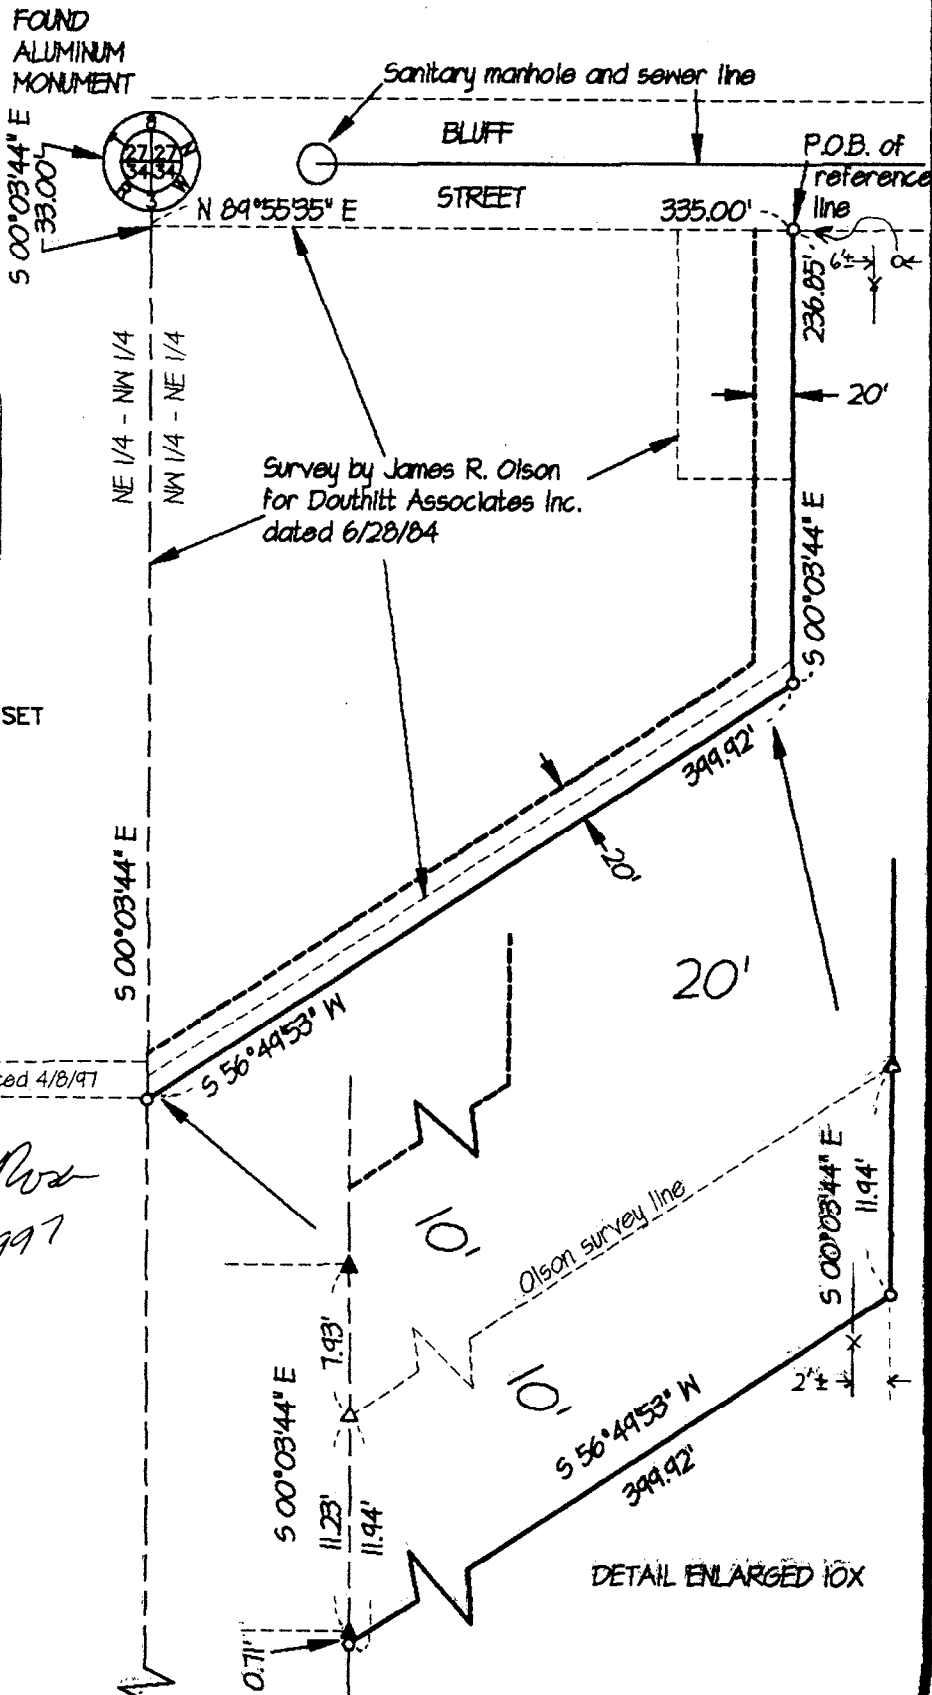 FOUND
ALUMINUM
MONUMENT
S 00°03'44" E
33.00'
8
27 27
34 34
3
R
W
N
Sanitary manhole and sewer line
BLUFF
STREET
N 89°55'35" E
335.00'
P.O.B. of
reference
line
6'±
236.85'
20'
NE 1/4 - NW 1/4
NW 1/4 - NE 1/4
Survey by James R. Olson
for Douthitt Associates Inc.
dated 6/28/84
S 00°03'44" E
SET
399.92'
20'
S 00°03'44" E
S 56°49'53" W
20'
ted 4/8/97
997
10'
Olson survey line
S 00°03'44" E
11.94'
7.93'
S 00°03'44" E
10'
2'±
S 56°49'53" W
399.92'
11.23'
11.94'
DETAIL ENLARGED 10X
0.71'